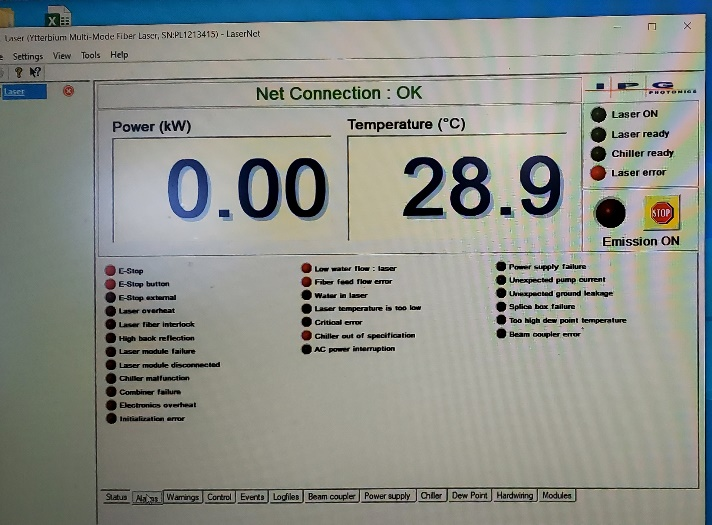 Laser (Ytterbium Multi-Mode Fiber Laser, SN:PL1213415) - LaserNet
Settings View Tools Help
Laser
Net Connection : OK
IPG
PHOTONICS
Power (kW)
Temperature (°C)
0.00
28.9
Laser ON
Laser ready
Chiller ready
Laser error
STOP
Emission ON
E-Stop
E-Stop button
E-Stop external
Laser overheat
Laser fiber interlock
High back reflection
Laser module failure
Laser module disconnected
Chiller malfunction
Combiner failure
Electronics overheat
Initialization error
Low water flow : laser
Fiber feed flow error
Water in laser
Laser temperature is too low
Critical error
Chiller out of specification
AC power interruption
Power supply failure
Unexpected pump current
Unexpected ground leakage
Splice box failure
Too high dew point temperature
Beam coupler error
Status Alarms Warnings Control Events Logfiles Beam coupler Power supply Chiller Dew Point Hardwiring Modules